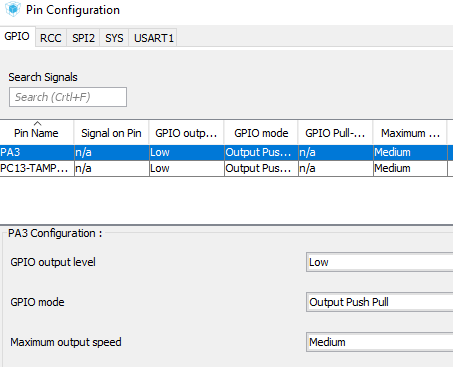 Pin Configuration
GPIO RCC SPI2 SYS USART1
Search Signals
Search (Crtl+F)
Pin Name Signal on Pin GPIO outp... GPIO mode GPIO Pull-... Maximum ...
PA3 n/a Low Output Pus... n/a Medium
PC13-TAMP... n/a Low Output Pus... n/a Medium
PA3 Configuration :
GPIO output level Low
GPIO mode Output Push Pull
Maximum output speed Medium